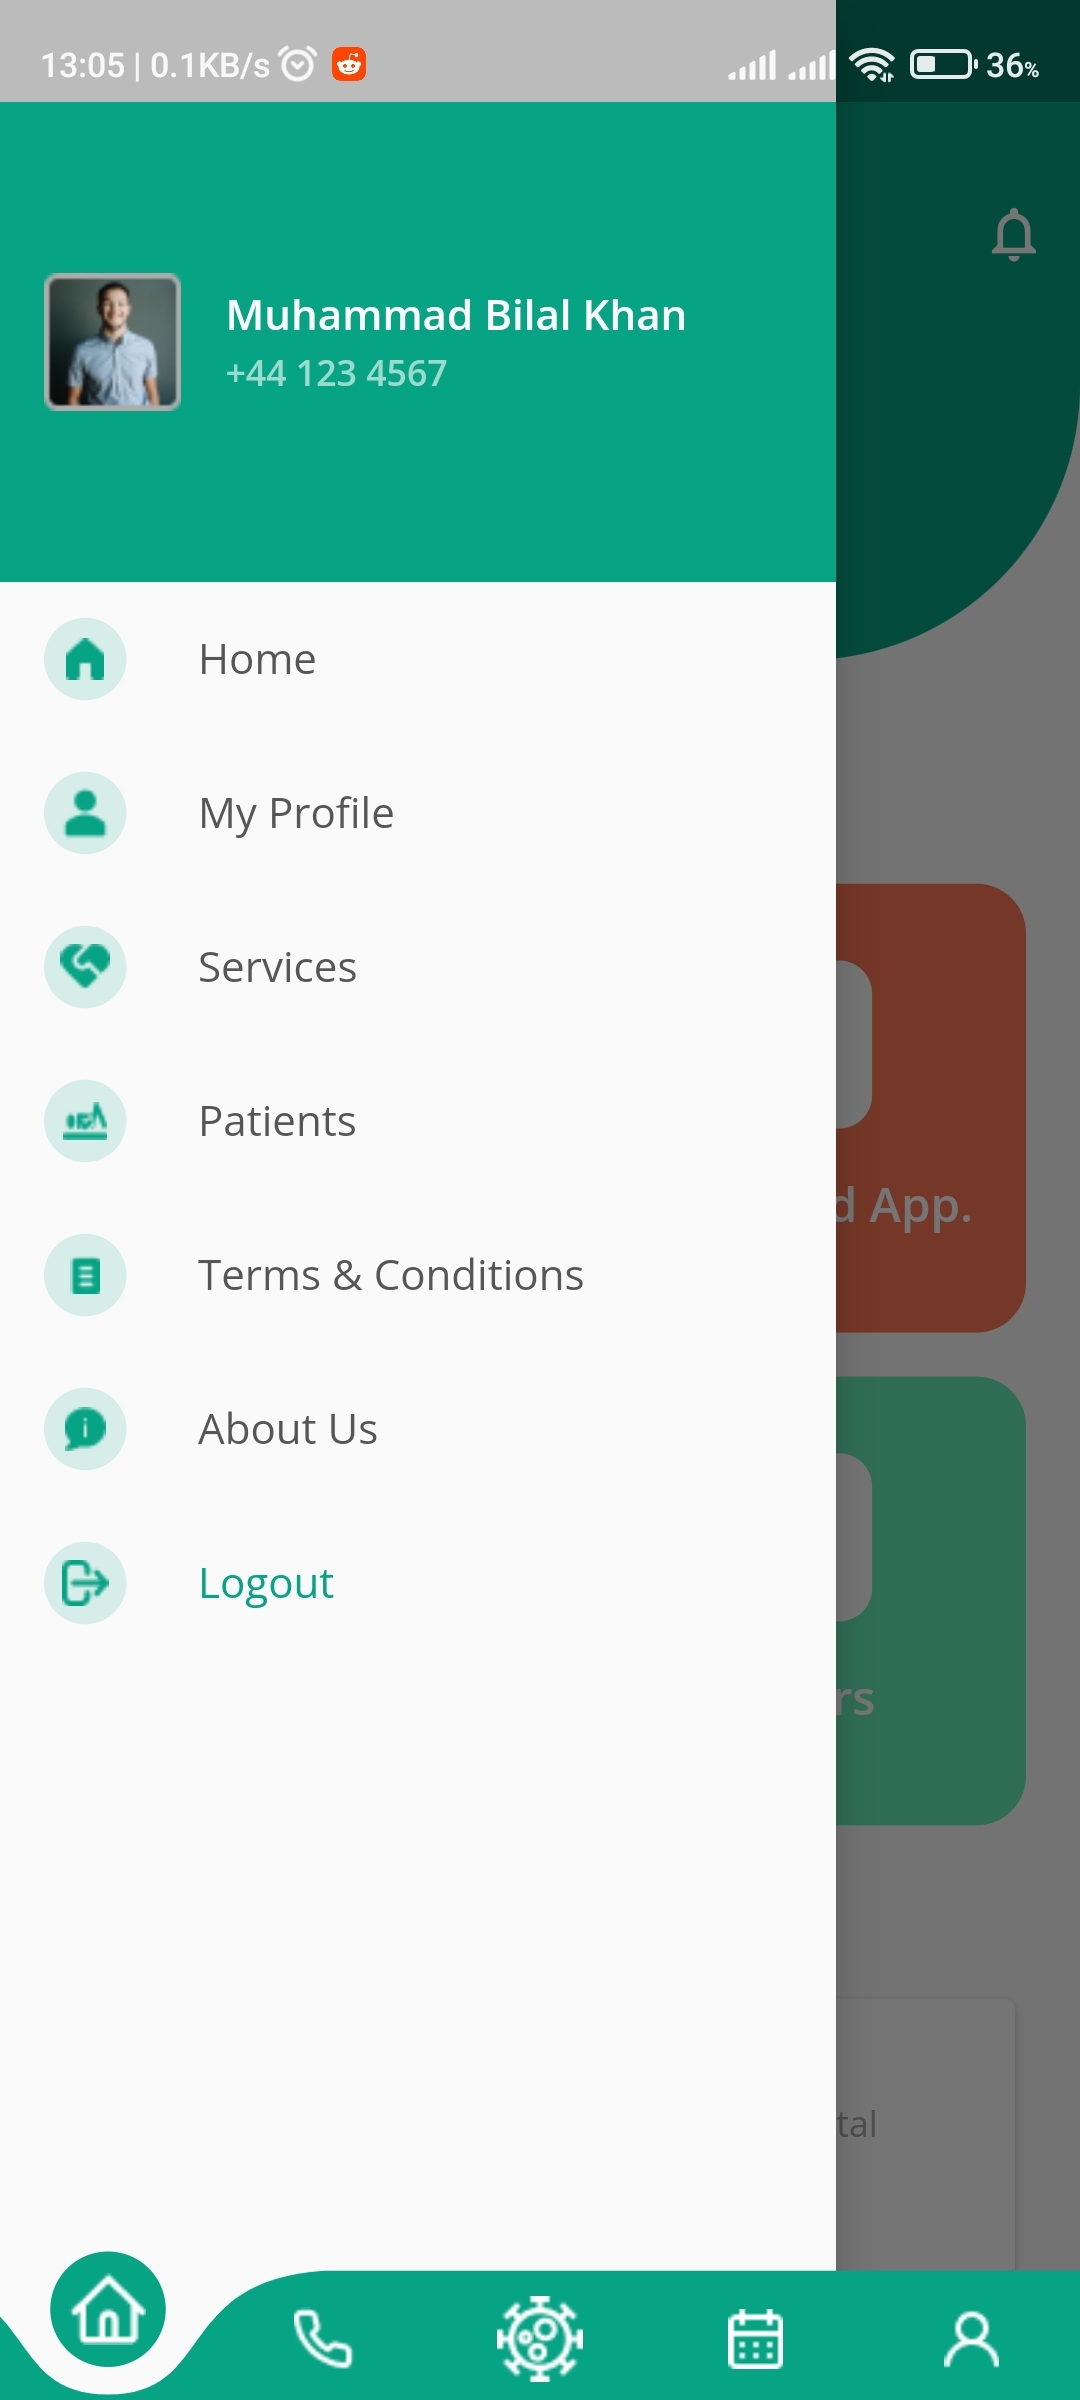 13:05 | 0.1KB/s
36%
Muhammad Bilal Khan
+44 123 4567
Home
My Profile
Services
Patients
d App.
Terms & Conditions
About Us
Logout
rs
tal